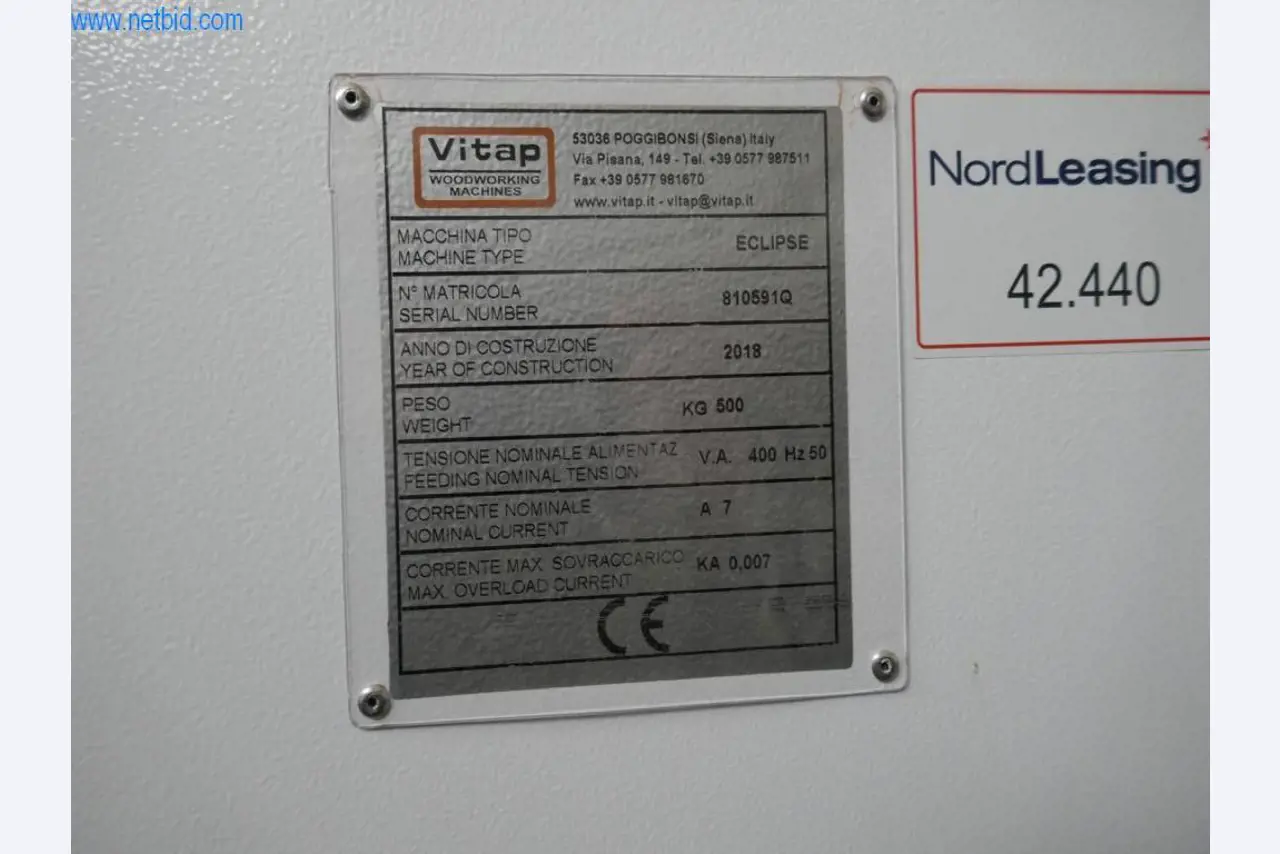 www.netbid.com
Vitap
WOODWORKING
MACHINES
53036 POGGIBONSI (Siena) Italy
Via Pisana, 149 - Tel. +39 0577 987511
Fax +39 0577 981670
www.vitap.it - vitap@vitap.it
MACCHINA TIPO
MACHINE TYPE
ECLIPSE
N° MATRICOLA
SERIAL NUMBER
810591Q
ANNO DI COSTRUZIONE
YEAR OF CONSTRUCTION
2018
PESO
WEIGHT
KG 500
TENSIONE NOMINALE ALIMENTAZ
FEEDING NOMINAL TENSION
V.A. 400 Hz 50
CORRENTE NOMINALE
NOMINAL CURRENT
A 7
CORRENTE MAX. SOVRACCARICO
MAX. OVERLOAD CURRENT
KA 0,007
CE
NordLeasing
42.440